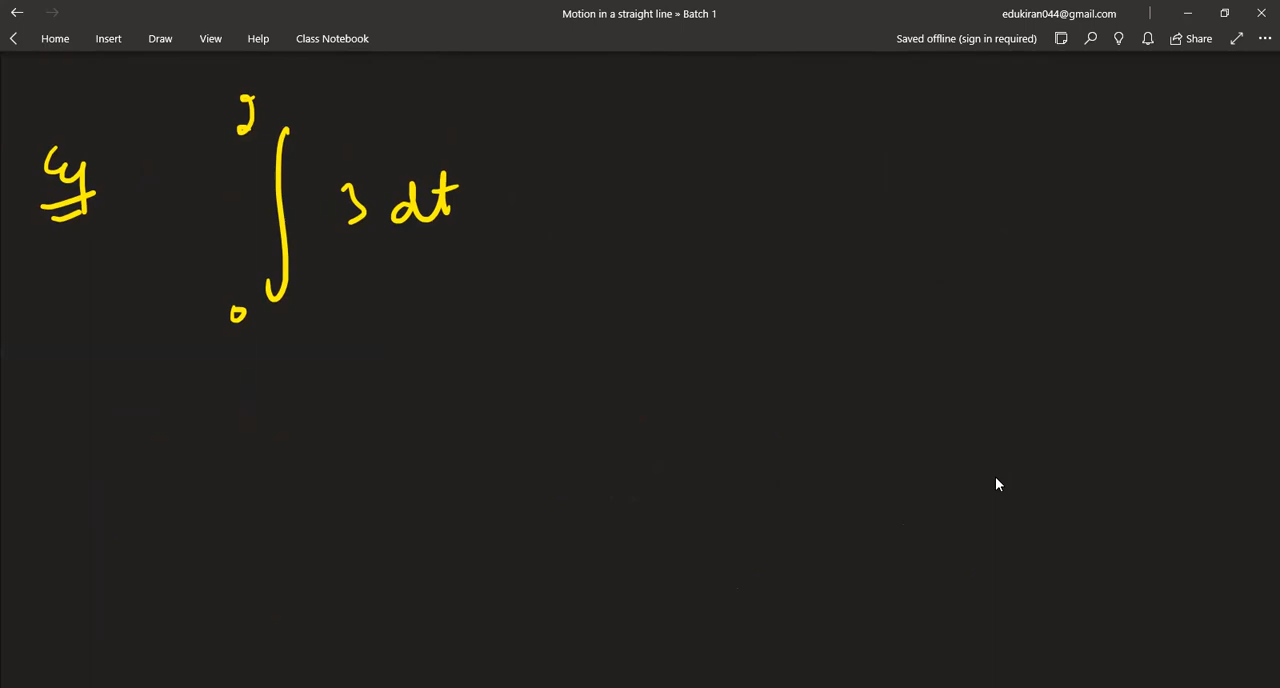 Motion in a straight line » Batch 1
edukiran044@gmail.com
Home Insert Draw View Help Class Notebook
Saved offline (sign in required)
Share
2
∫ 3 dt
0